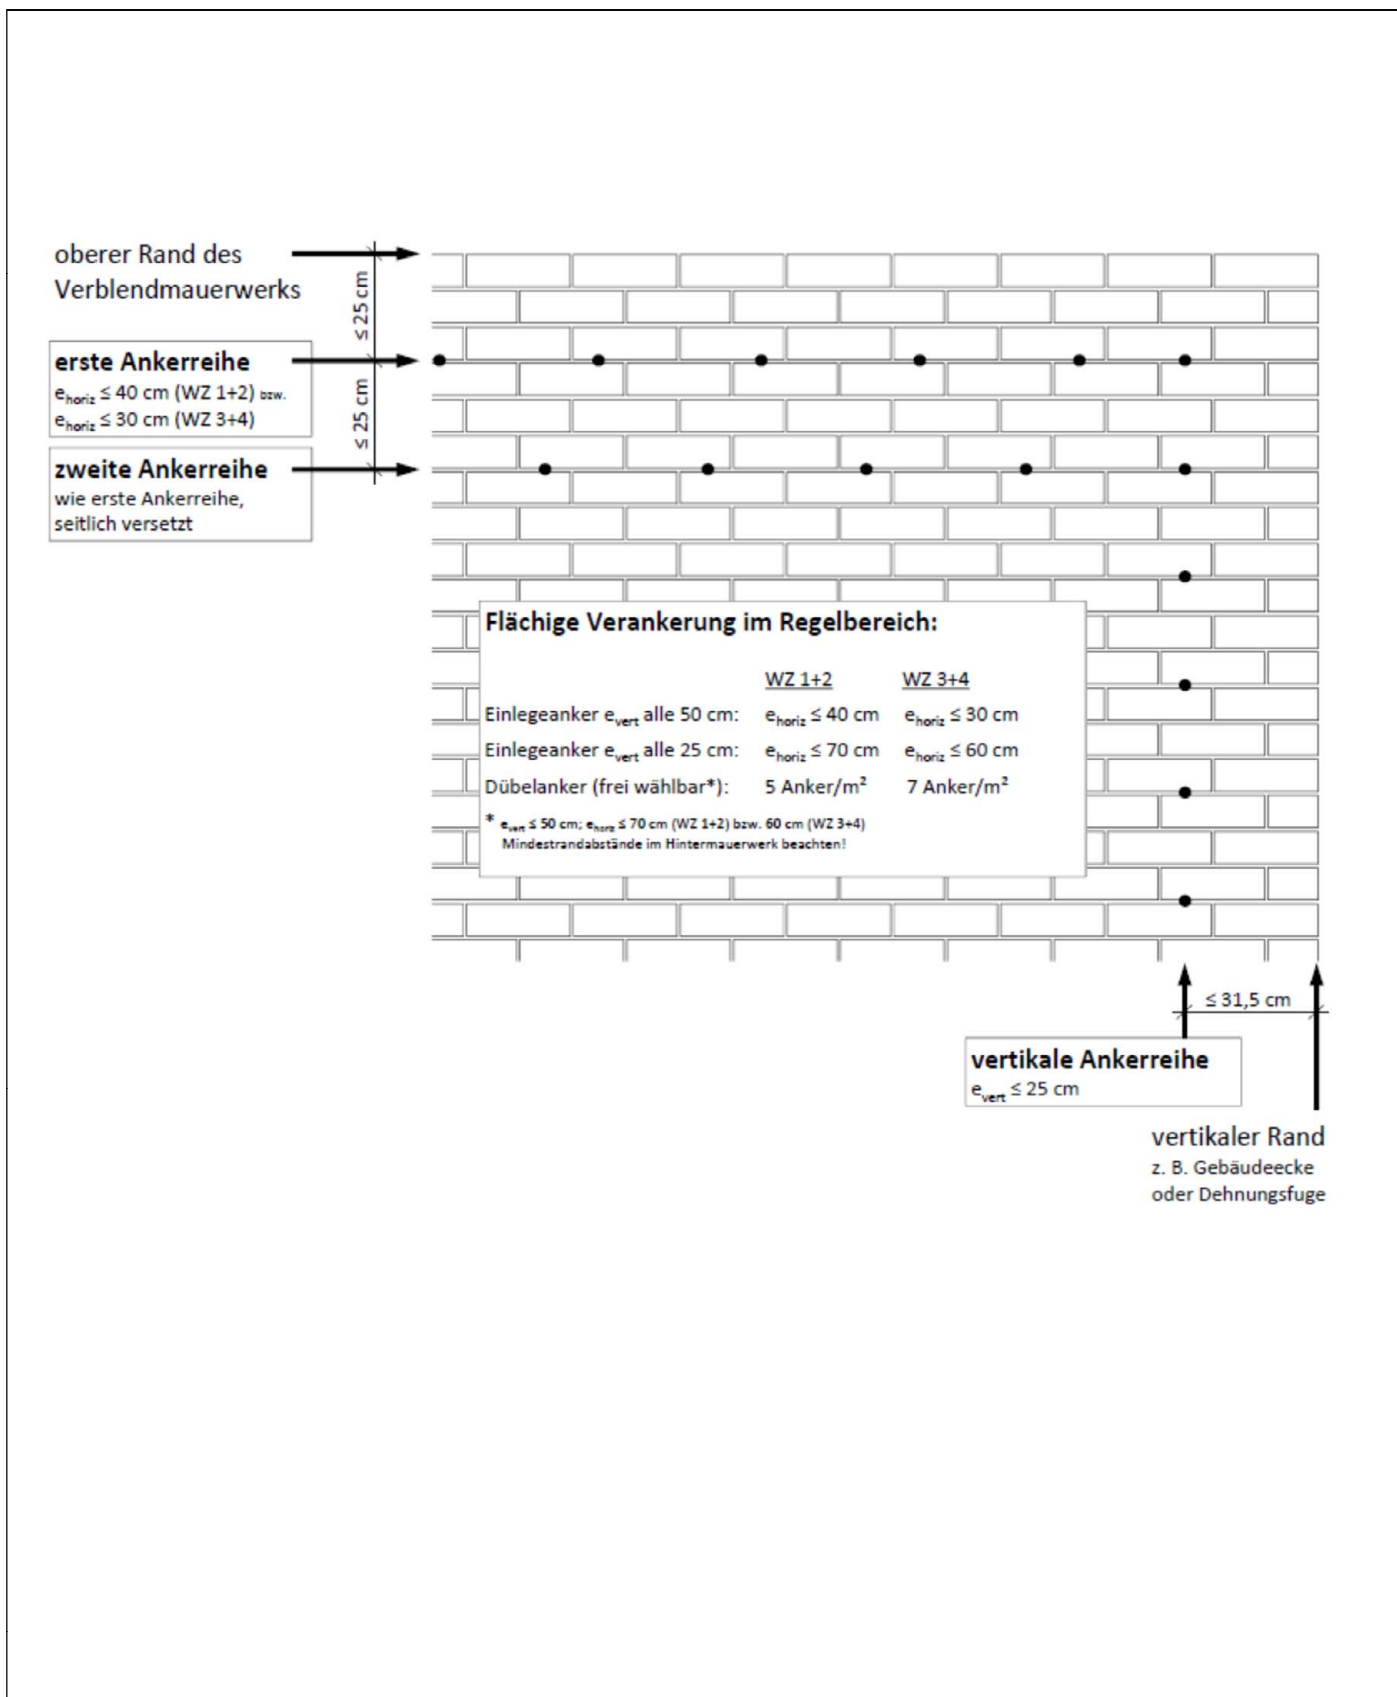 oberer Rand des
Verblendmauerwerks
≤ 25 cm
erste Ankerreihe
e_horiz ≤ 40 cm (WZ 1+2) bzw.
e_horiz ≤ 30 cm (WZ 3+4)
≤ 25 cm
zweite Ankerreihe
wie erste Ankerreihe,
seitlich versetzt
Flächige Verankerung im Regelbereich:
WZ 1+2 WZ 3+4
Einlegeanker e_vert alle 50 cm: e_horiz ≤ 40 cm e_horiz ≤ 30 cm
Einlegeanker e_vert alle 25 cm: e_horiz ≤ 70 cm e_horiz ≤ 60 cm
Dübelanker (frei wählbar*): 5 Anker/m² 7 Anker/m²
* e_vert ≤ 50 cm; e_horiz ≤ 70 cm (WZ 1+2) bzw. 60 cm (WZ 3+4)
Mindestrandabstände im Hintermauerwerk beachten!
≤ 31,5 cm
vertikale Ankerreihe
e_vert ≤ 25 cm
vertikaler Rand
z. B. Gebäudeecke
oder Dehnungsfuge